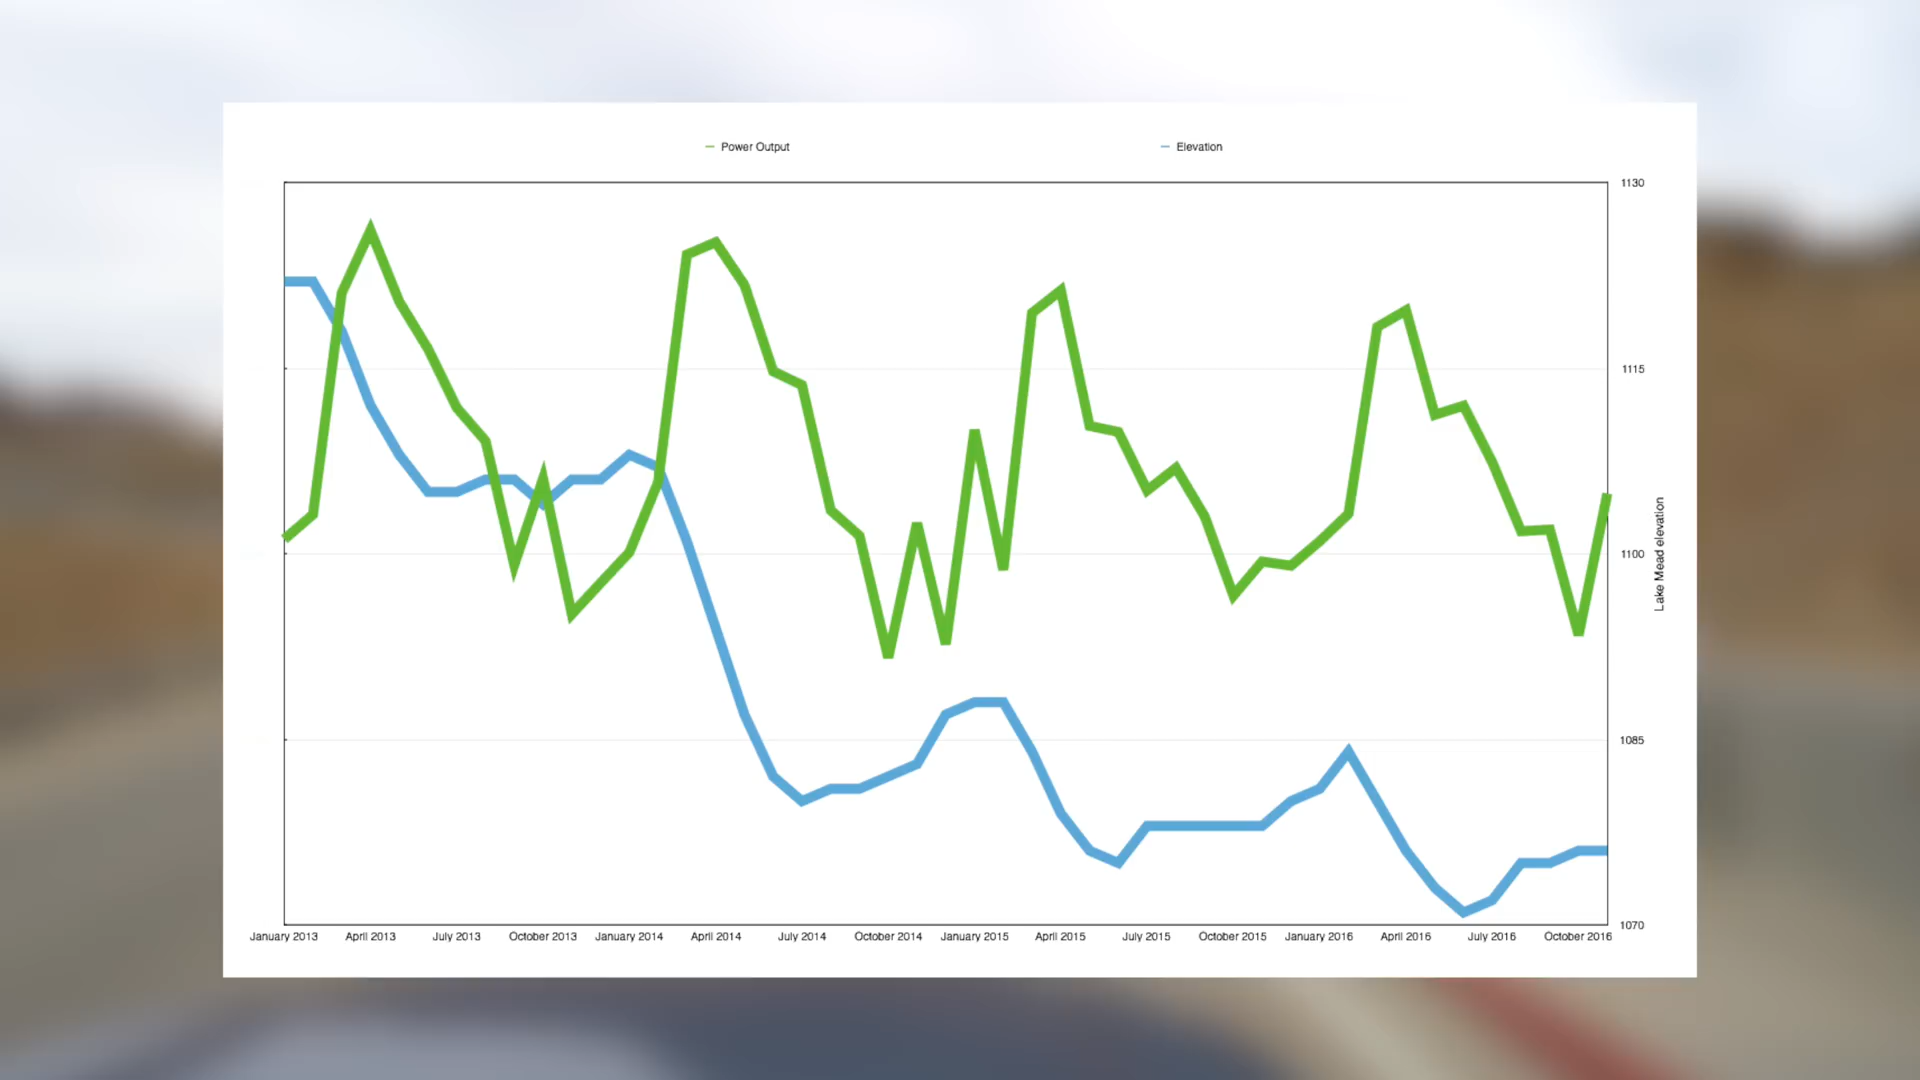 Power Output
Elevation
1130
1115
1100
1085
1070
Lake Mead elevation
January 2013
April 2013
July 2013
October 2013
January 2014
April 2014
July 2014
October 2014
January 2015
April 2015
July 2015
October 2015
January 2016
April 2016
July 2016
October 2016